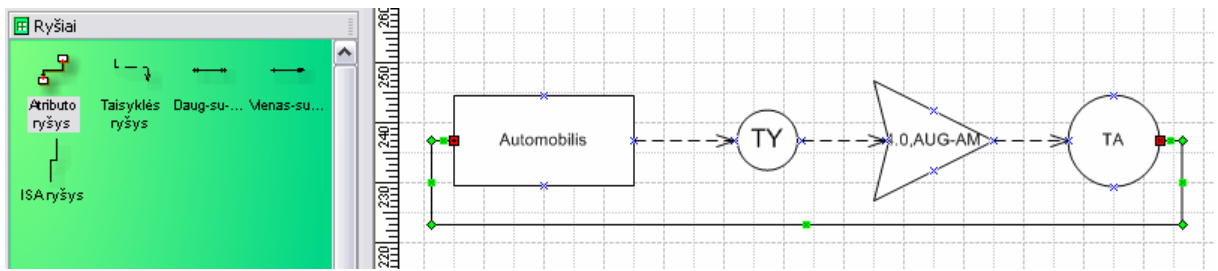 Ryšiai
Atributo ryšys
Taisyklės ryšys
Daug-su-...
Vienas-su...
ISA ryšys
260
250
240
230
220
Automobilis
TY
1.0,AUG-AM
TA